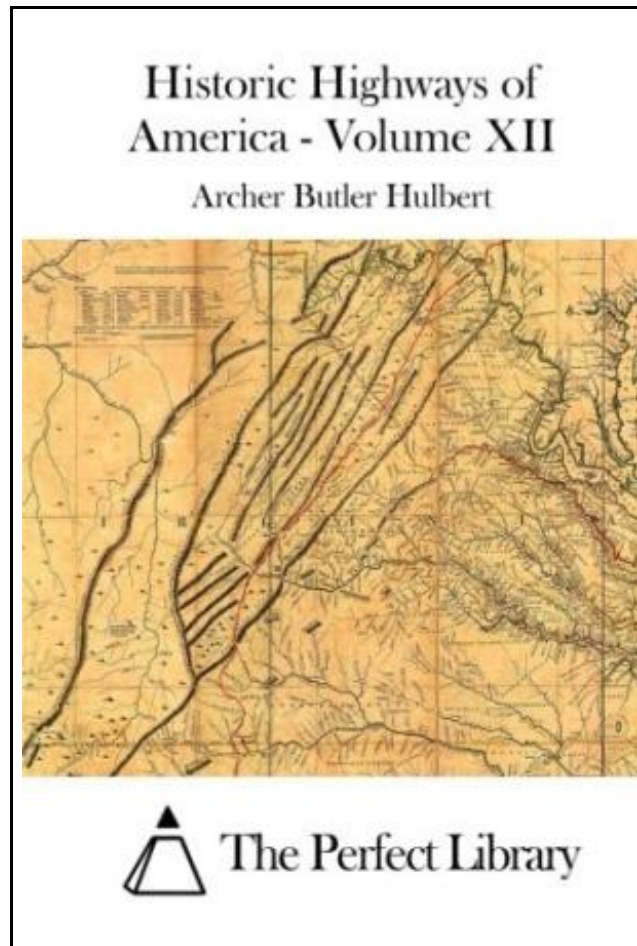 Historic Highways of
America - Volume XII
Archer Butler Hulbert
The Perfect Library